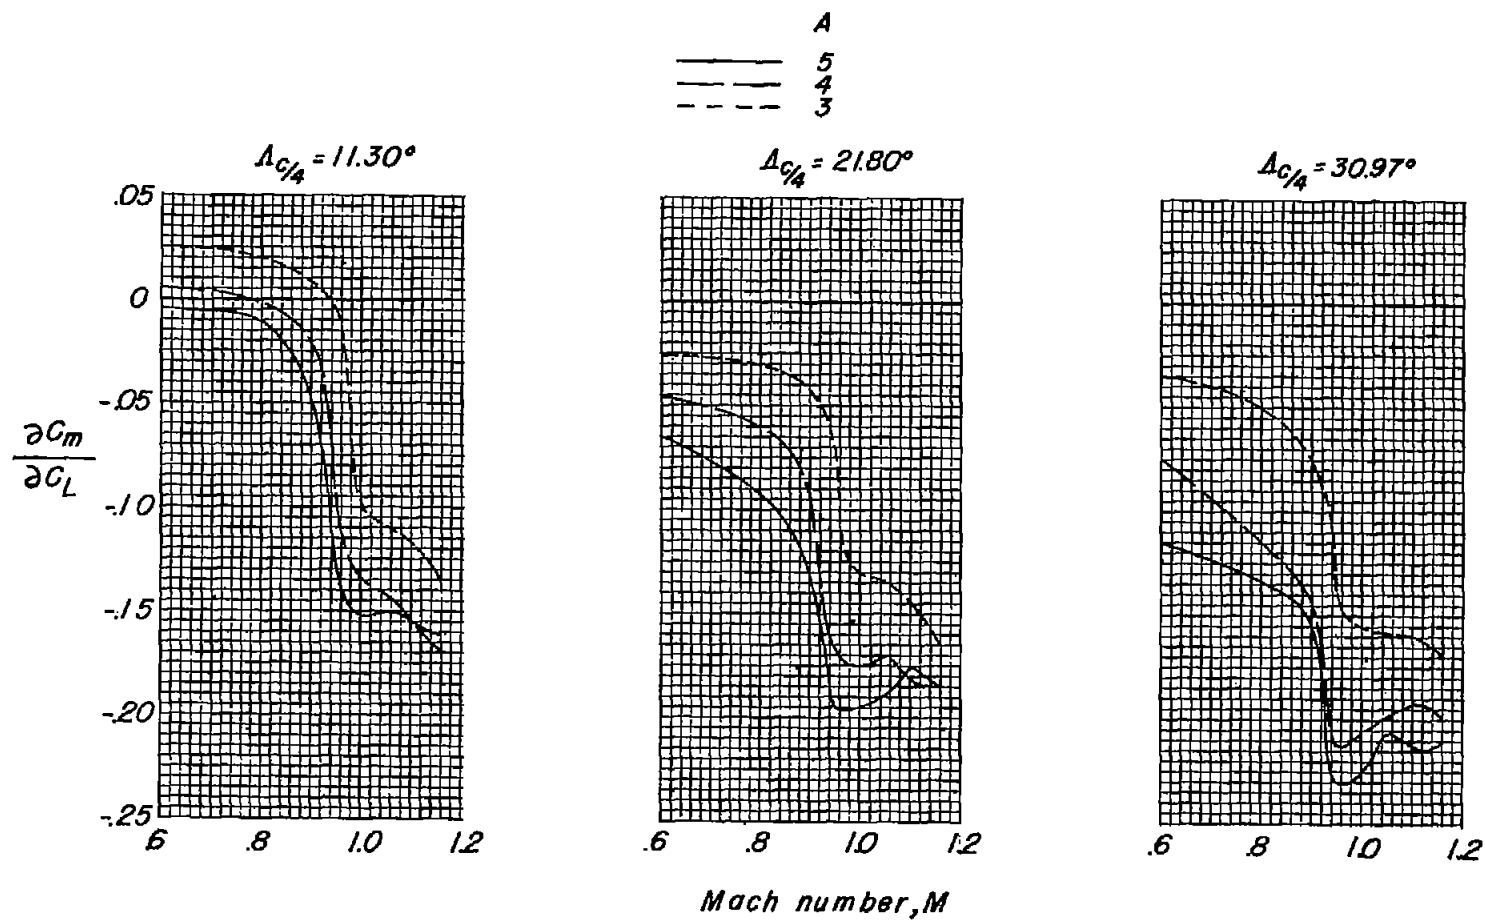 A
5
4
3
Λc/4 = 11.30°
Λc/4 = 21.80°
Λc/4 = 30.97°
.05
0
-.05
-.10
-.15
-.20
-.25
∂Cm
∂CL
.6 .8 1.0 1.2
.6 .8 1.0 1.2
.6 .8 1.0 1.2
Mach number, M